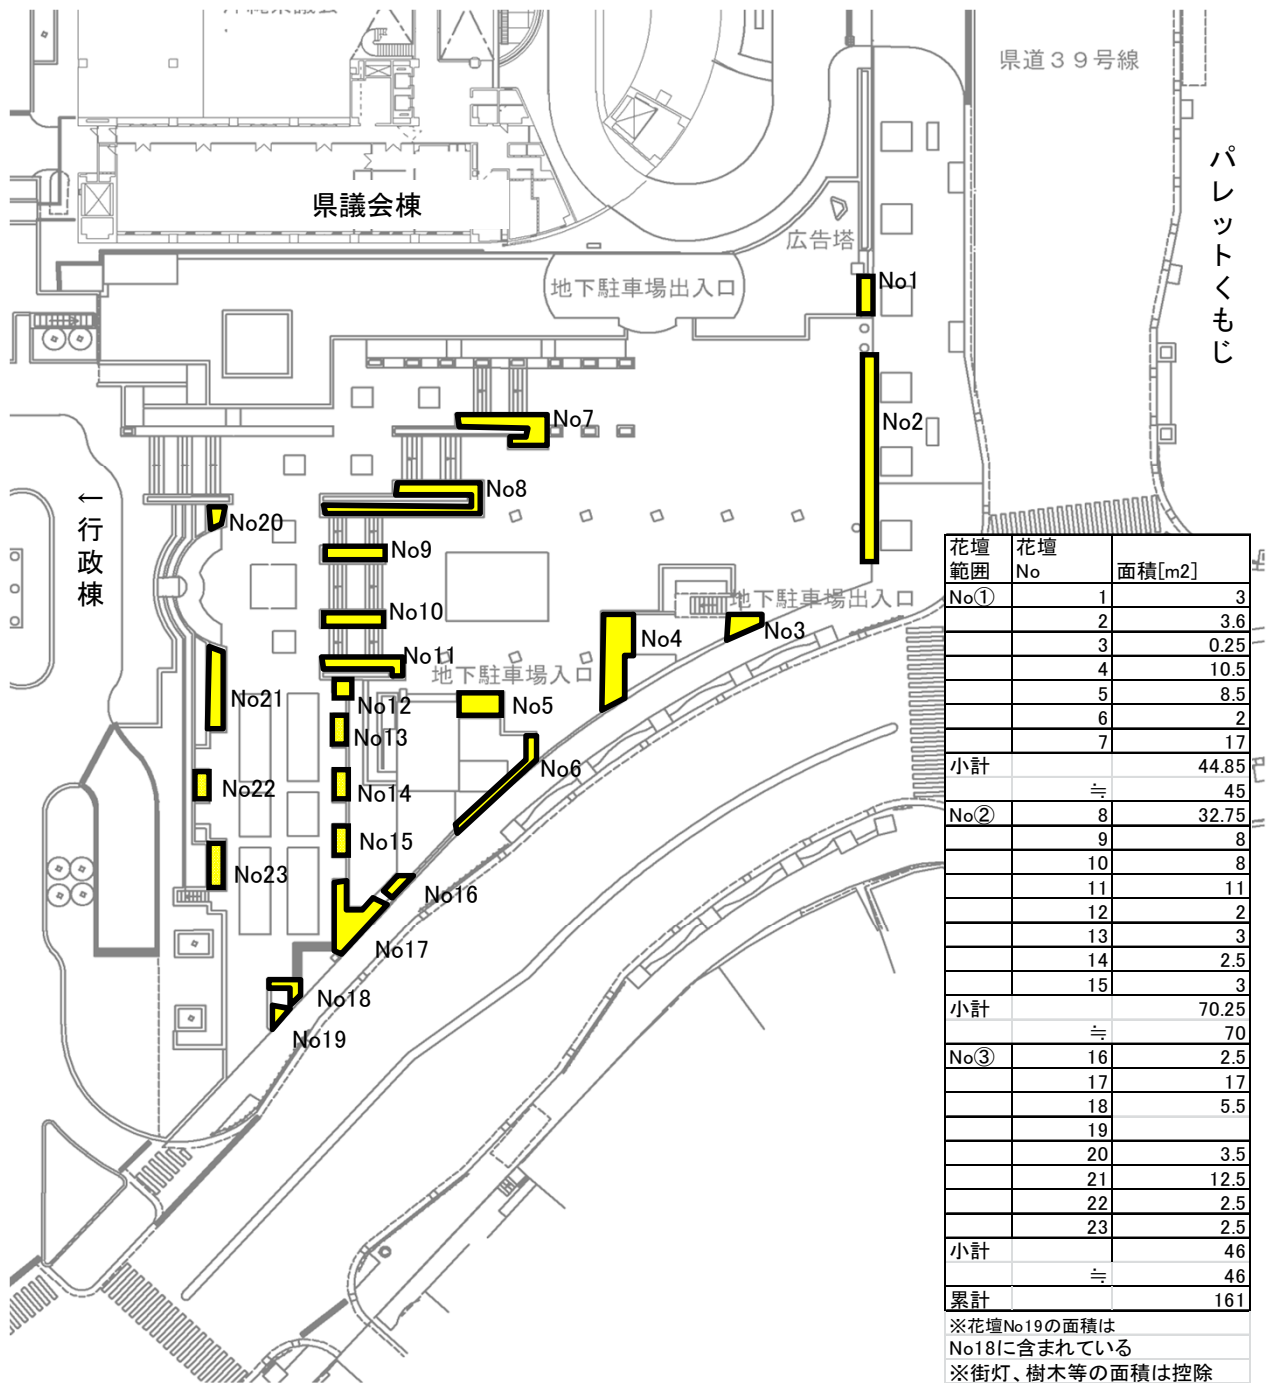 県道３９号線
パレットくもじ
県議会棟
広告塔
地下駐車場出入口
No1
No2
No7
No8
←行政棟
No20
No9
地下駐車場出入口
No10
No4
No3
No11
地下駐車場入口
No21
No12
No5
No13
No6
No22
No14
No15
No23
No16
No17
No18
No19
花壇範囲 花壇No 面積[m2]
No① 1 3
2 3.6
3 0.25
4 10.5
5 8.5
6 2
7 17
小計 44.85
≒ 45
No② 8 32.75
9 8
10 8
11 11
12 2
13 3
14 2.5
15 3
小計 70.25
≒ 70
No③ 16 2.5
17 17
18 5.5
19
20 3.5
21 12.5
22 2.5
23 2.5
小計 46
≒ 46
累計 161
※花壇No19の面積は
No18に含まれている
※街灯、樹木等の面積は控除